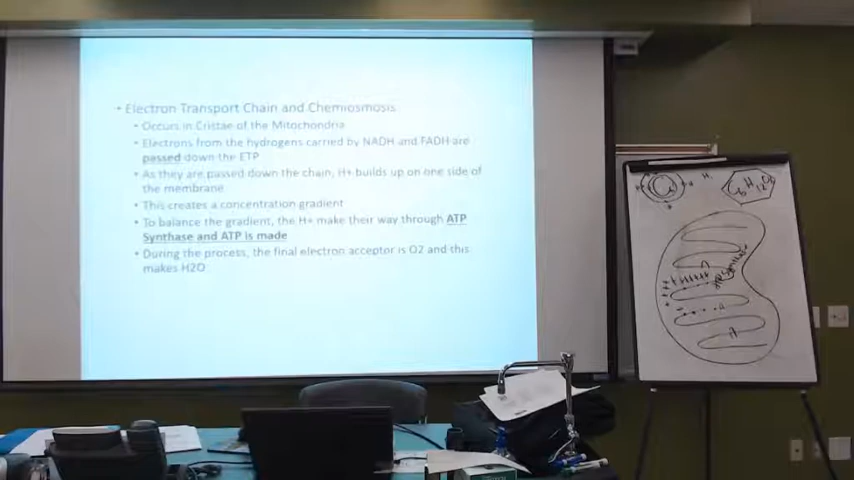 • Electron Transport Chain and Chemiosmosis
• Occurs in Cristae of the Mitochondria
• Electrons from the hydrogens carried by NADH and FADH are
passed down the ETP
• As they are passed down the chain, H+ builds up on one side of
the membrane
• This creates a concentration gradient
• To balance the gradient, the H+ make their way through ATP
Synthase and ATP is made
• During the process, the final electron acceptor is O2 and this
makes H2O
H
C6H12O6
H